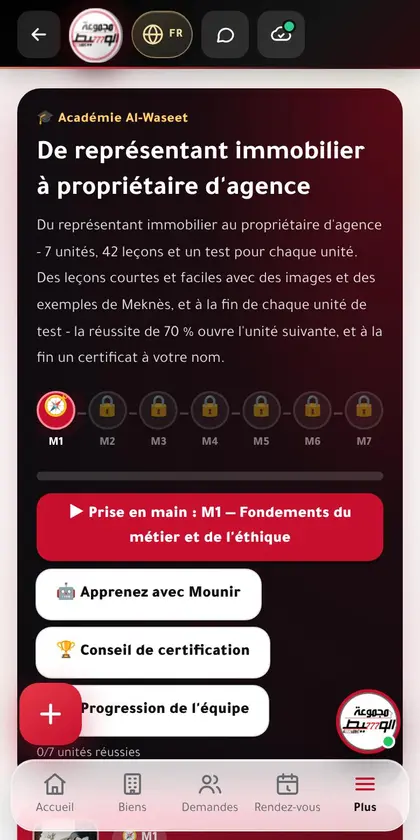 FR
🎓 Académie Al-Waseet
De représentant immobilier
à propriétaire d'agence
Du représentant immobilier au propriétaire d'agence
- 7 unités, 42 leçons et un test pour chaque unité.
Des leçons courtes et faciles avec des images et des
exemples de Meknès, et à la fin de chaque unité de
test - la réussite de 70 % ouvre l'unité suivante, et à la
fin un certificat à votre nom.
M1 M2 M3 M4 M5 M6 M7
▶ Prise en main : M1 — Fondements du
métier et de l'éthique
🤖 Apprenez avec Mounir
🏆 Conseil de certification
Progression de l'équipe
مجموعة
0/7 unités réussies
Accueil Biens Demandes Rendez-vous Plus
M1